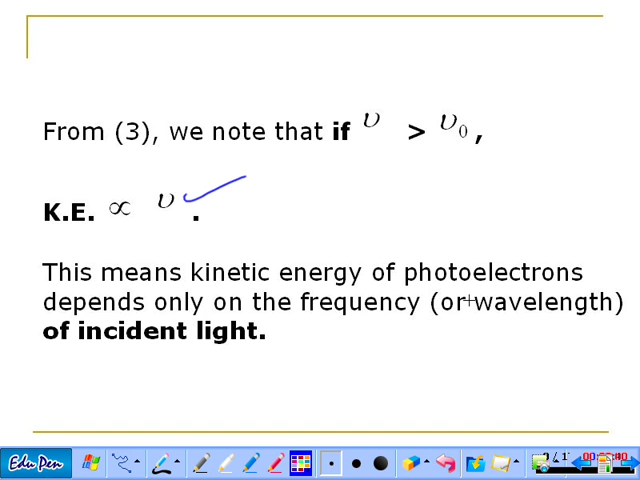 From (3), we note that if υ > υ₀ ,
K.E. ∝ υ .
This means kinetic energy of photoelectrons
depends only on the frequency (or wavelength)
of incident light.
Edu Pen